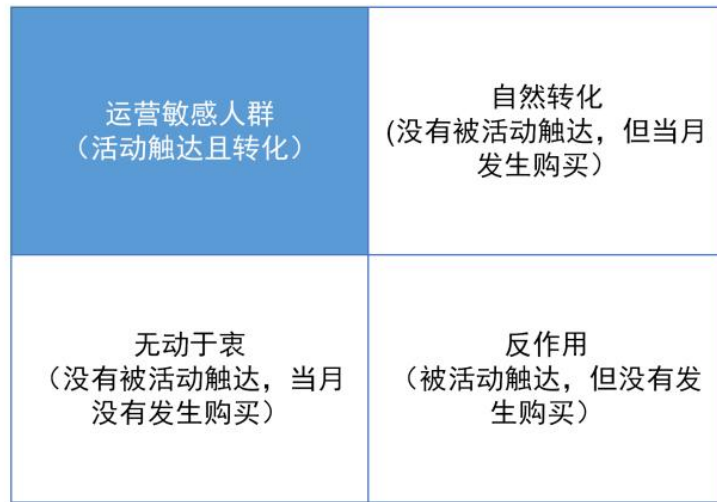 运营敏感人群
（活动触达且转化）
自然转化
(没有被活动触达，但当月
发生购买）
无动于衷
（没有被活动触达，当月
没有发生购买）
反作用
（被活动触达，但没有发
生购买）